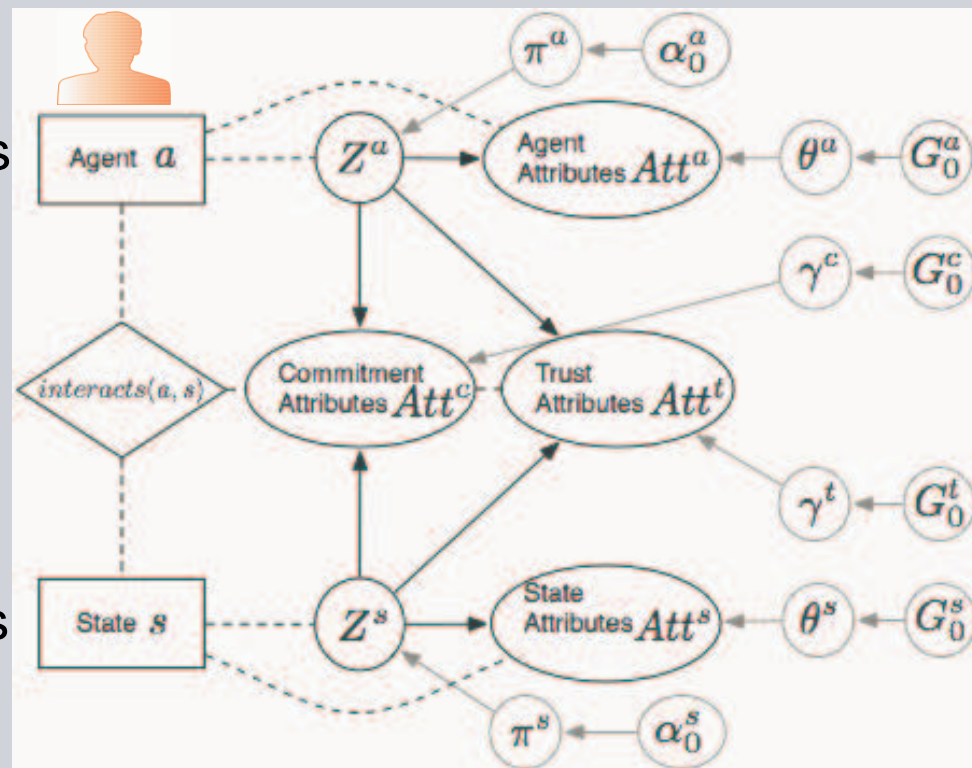 π^a α_0^a
s
Agent a
Z^a
Agent
Attributes Att^a
θ^a G_0^a
γ^c G_0^c
interacts(a, s)
Commitment
Attributes Att^c
Trust
Attributes Att^t
γ^t G_0^t
s
State s
Z^s
State
Attributes Att^s
θ^s G_0^s
π^s α_0^s